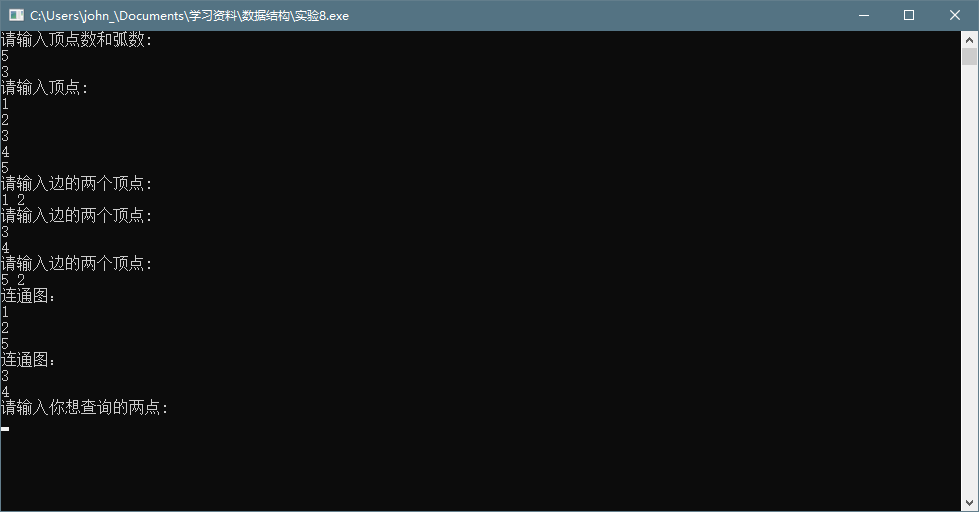 C:\Users\john_\Documents\学习资料\数据结构\实验8.exe
请输入顶点数和弧数:
5
3
请输入顶点:
1
2
3
4
5
请输入边的两个顶点:
1 2
请输入边的两个顶点:
3
4
请输入边的两个顶点:
5 2
连通图:
1
2
5
连通图:
3
4
请输入你想查询的两点: